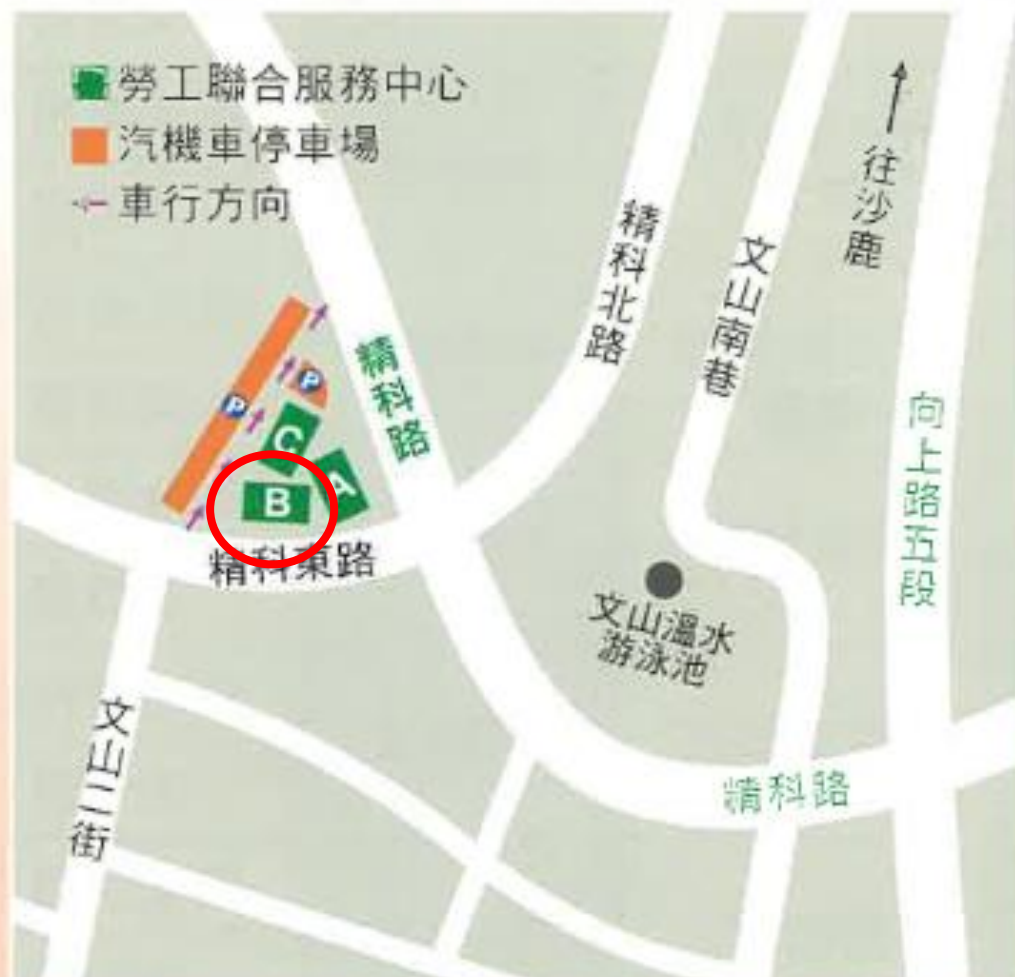 勞工聯合服務中心
汽機車停車場
車行方向
往沙鹿
精科北路
文山南巷
精科路
向上路五段
P
P
C
A
B
精科東路
文山溫水
游泳池
文山二街
精科路